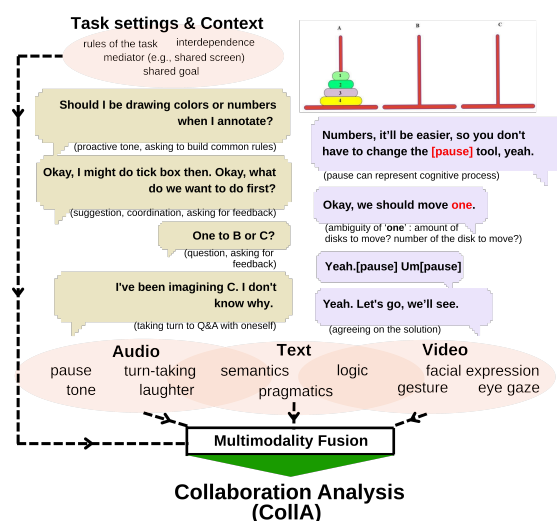 Task settings & Context
rules of the task interdependence
mediator (e.g., shared screen)
shared goal
A B C
1
2
3
4
Should I be drawing colors or numbers
when I annotate?
(proactive tone, asking to build common rules)
Numbers, it'll be easier, so you don't
have to change the [pause] tool, yeah.
(pause can represent cognitive process)
Okay, I might do tick box then. Okay, what
do we want to do first?
(suggestion, coordination, asking for feedback)
Okay, we should move one.
(ambiguity of 'one' : amount of
disks to move? number of the disk to move?)
One to B or C?
(question, asking for
feedback)
Yeah.[pause] Um[pause]
I've been imagining C. I don't
know why.
(taking turn to Q&A with oneself)
Yeah. Let's go, we'll see.
(agreeing on the solution)
Audio
pause turn-taking
tone laughter
Text
semantics logic
pragmatics
Video
facial expression
gesture eye gaze
Multimodality Fusion
Collaboration Analysis
(CollA)